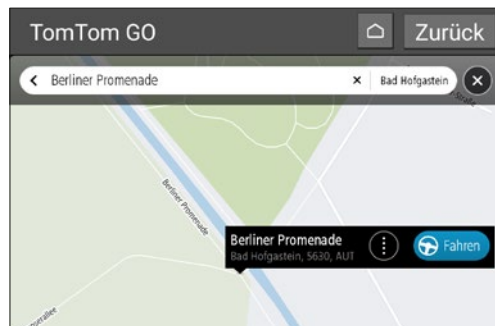 TomTom GO
Zurück
Berliner Promenade
Bad Hofgastein
Berliner Promenade
Berliner Promenade
Bad Hofgastein, 5630, AUT
Fahren